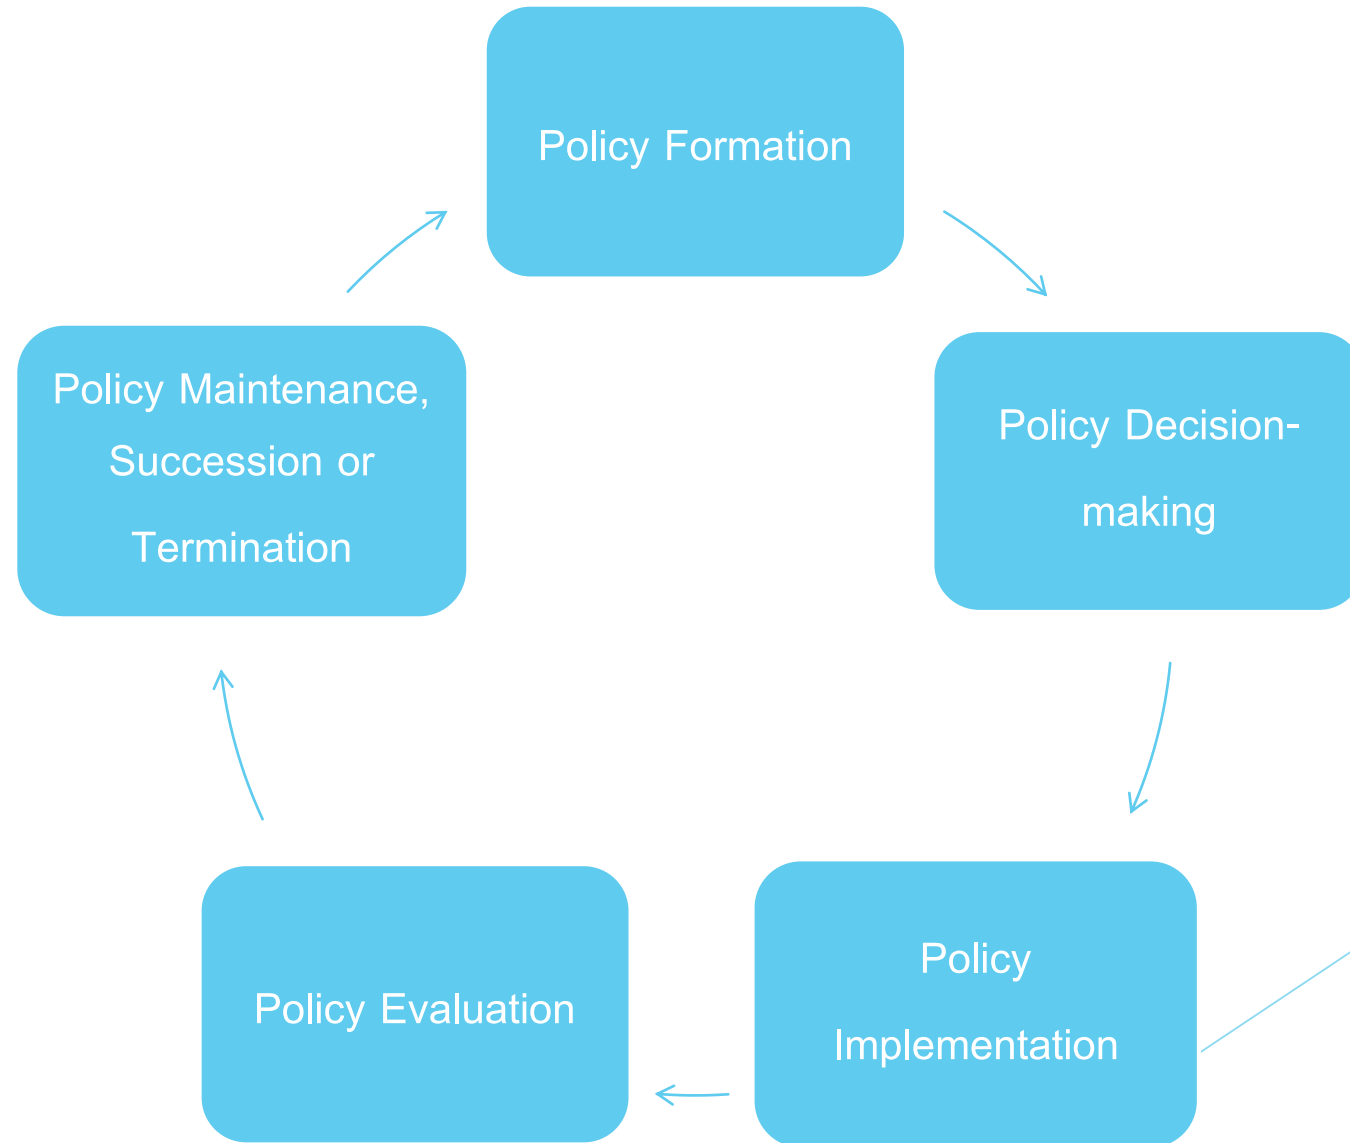 Policy Formation
Policy Decision-
making
Policy
Implementation
Policy Evaluation
Policy Maintenance,
Succession or
Termination